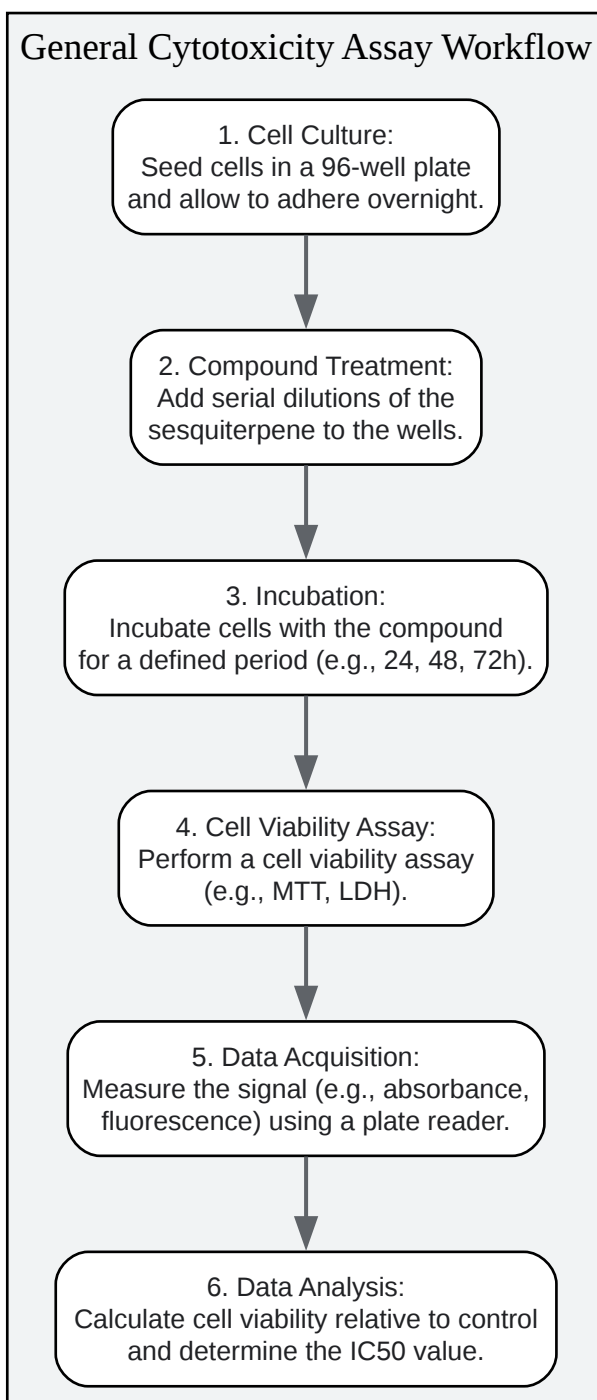 General Cytotoxicity Assay Workflow
1. Cell Culture:
Seed cells in a 96-well plate
and allow to adhere overnight.
2. Compound Treatment:
Add serial dilutions of the
sesquiterpene to the wells.
3. Incubation:
Incubate cells with the compound
for a defined period (e.g., 24, 48, 72h).
4. Cell Viability Assay:
Perform a cell viability assay
(e.g., MTT, LDH).
5. Data Acquisition:
Measure the signal (e.g., absorbance,
fluorescence) using a plate reader.
6. Data Analysis:
Calculate cell viability relative to control
and determine the IC50 value.